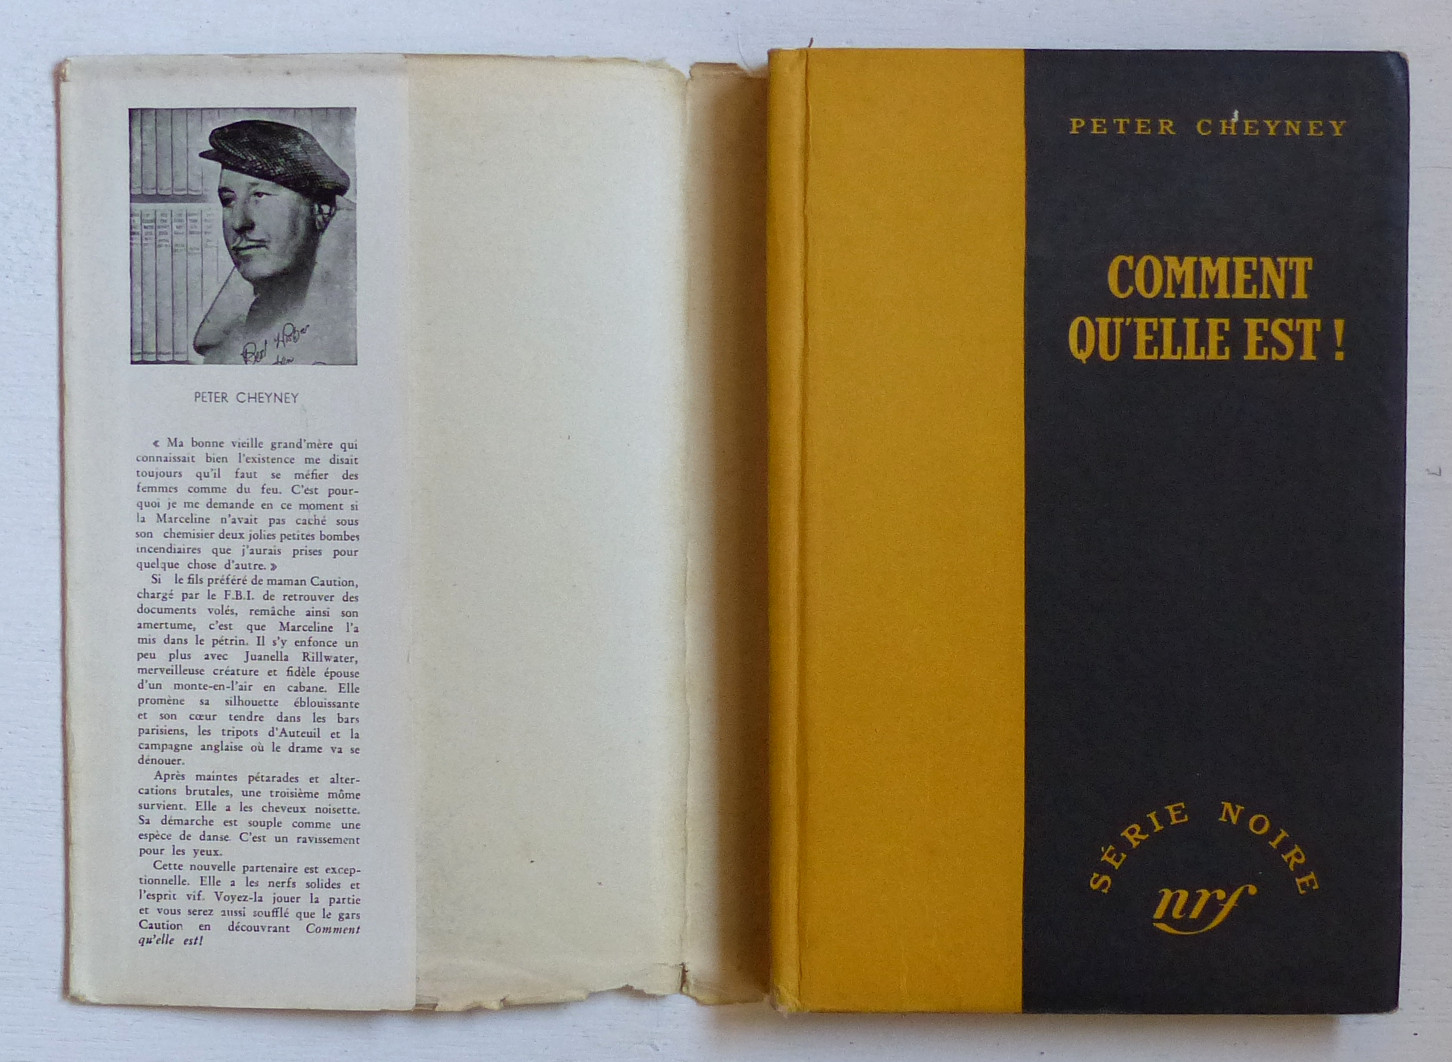 Best Wishes
PETER CHEYNEY
« Ma bonne vieille grand'mère qui
connaissait bien l'existence me disait
toujours qu'il faut se méfier des
femmes comme du feu. C'est pour-
quoi je me demande en ce moment si
la Marceline n'avait pas caché sous
son chemisier deux jolies petites bombes
incendiaires que j'aurais prises pour
quelque chose d'autre. »
Si le fils préféré de maman Caution,
chargé par le F.B.I. de retrouver des
documents volés, remâche ainsi son
amertume, c'est que Marceline l'a
mis dans le pétrin. Il s'y enfonce un
peu plus avec Juanella Rillwater,
merveilleuse créature et fidèle épouse
d'un monte-en-l'air en cabane. Elle
promène sa silhouette éblouissante
et son cœur tendre dans les bars
parisiens, les tripots d'Auteuil et la
campagne anglaise où le drame va se
dénouer.
Après maintes pétarades et alter-
cations brutales, une troisième môme
survient. Elle a les cheveux noisette.
Sa démarche est souple comme une
espèce de danse. C'est un ravissement
pour les yeux.
Cette nouvelle partenaire est excep-
tionnelle. Elle a les nerfs solides et
l'esprit vif. Voyez-la jouer la partie
et vous serez aussi soufflé que le gars
Caution en découvrant Comment
qu'elle est!
PETER CHEYNEY
COMMENT
QU'ELLE EST !
SÉRIE NOIRE
nrf